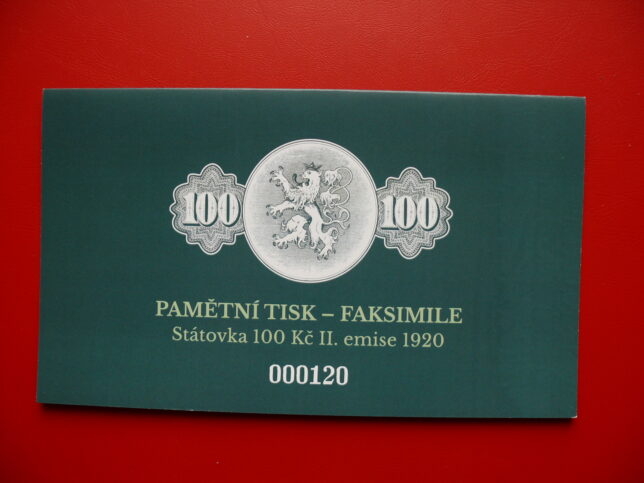 100 100
PAMĚTNÍ TISK – FAKSIMILE
Státovka 100 Kč II. emise 1920
000120